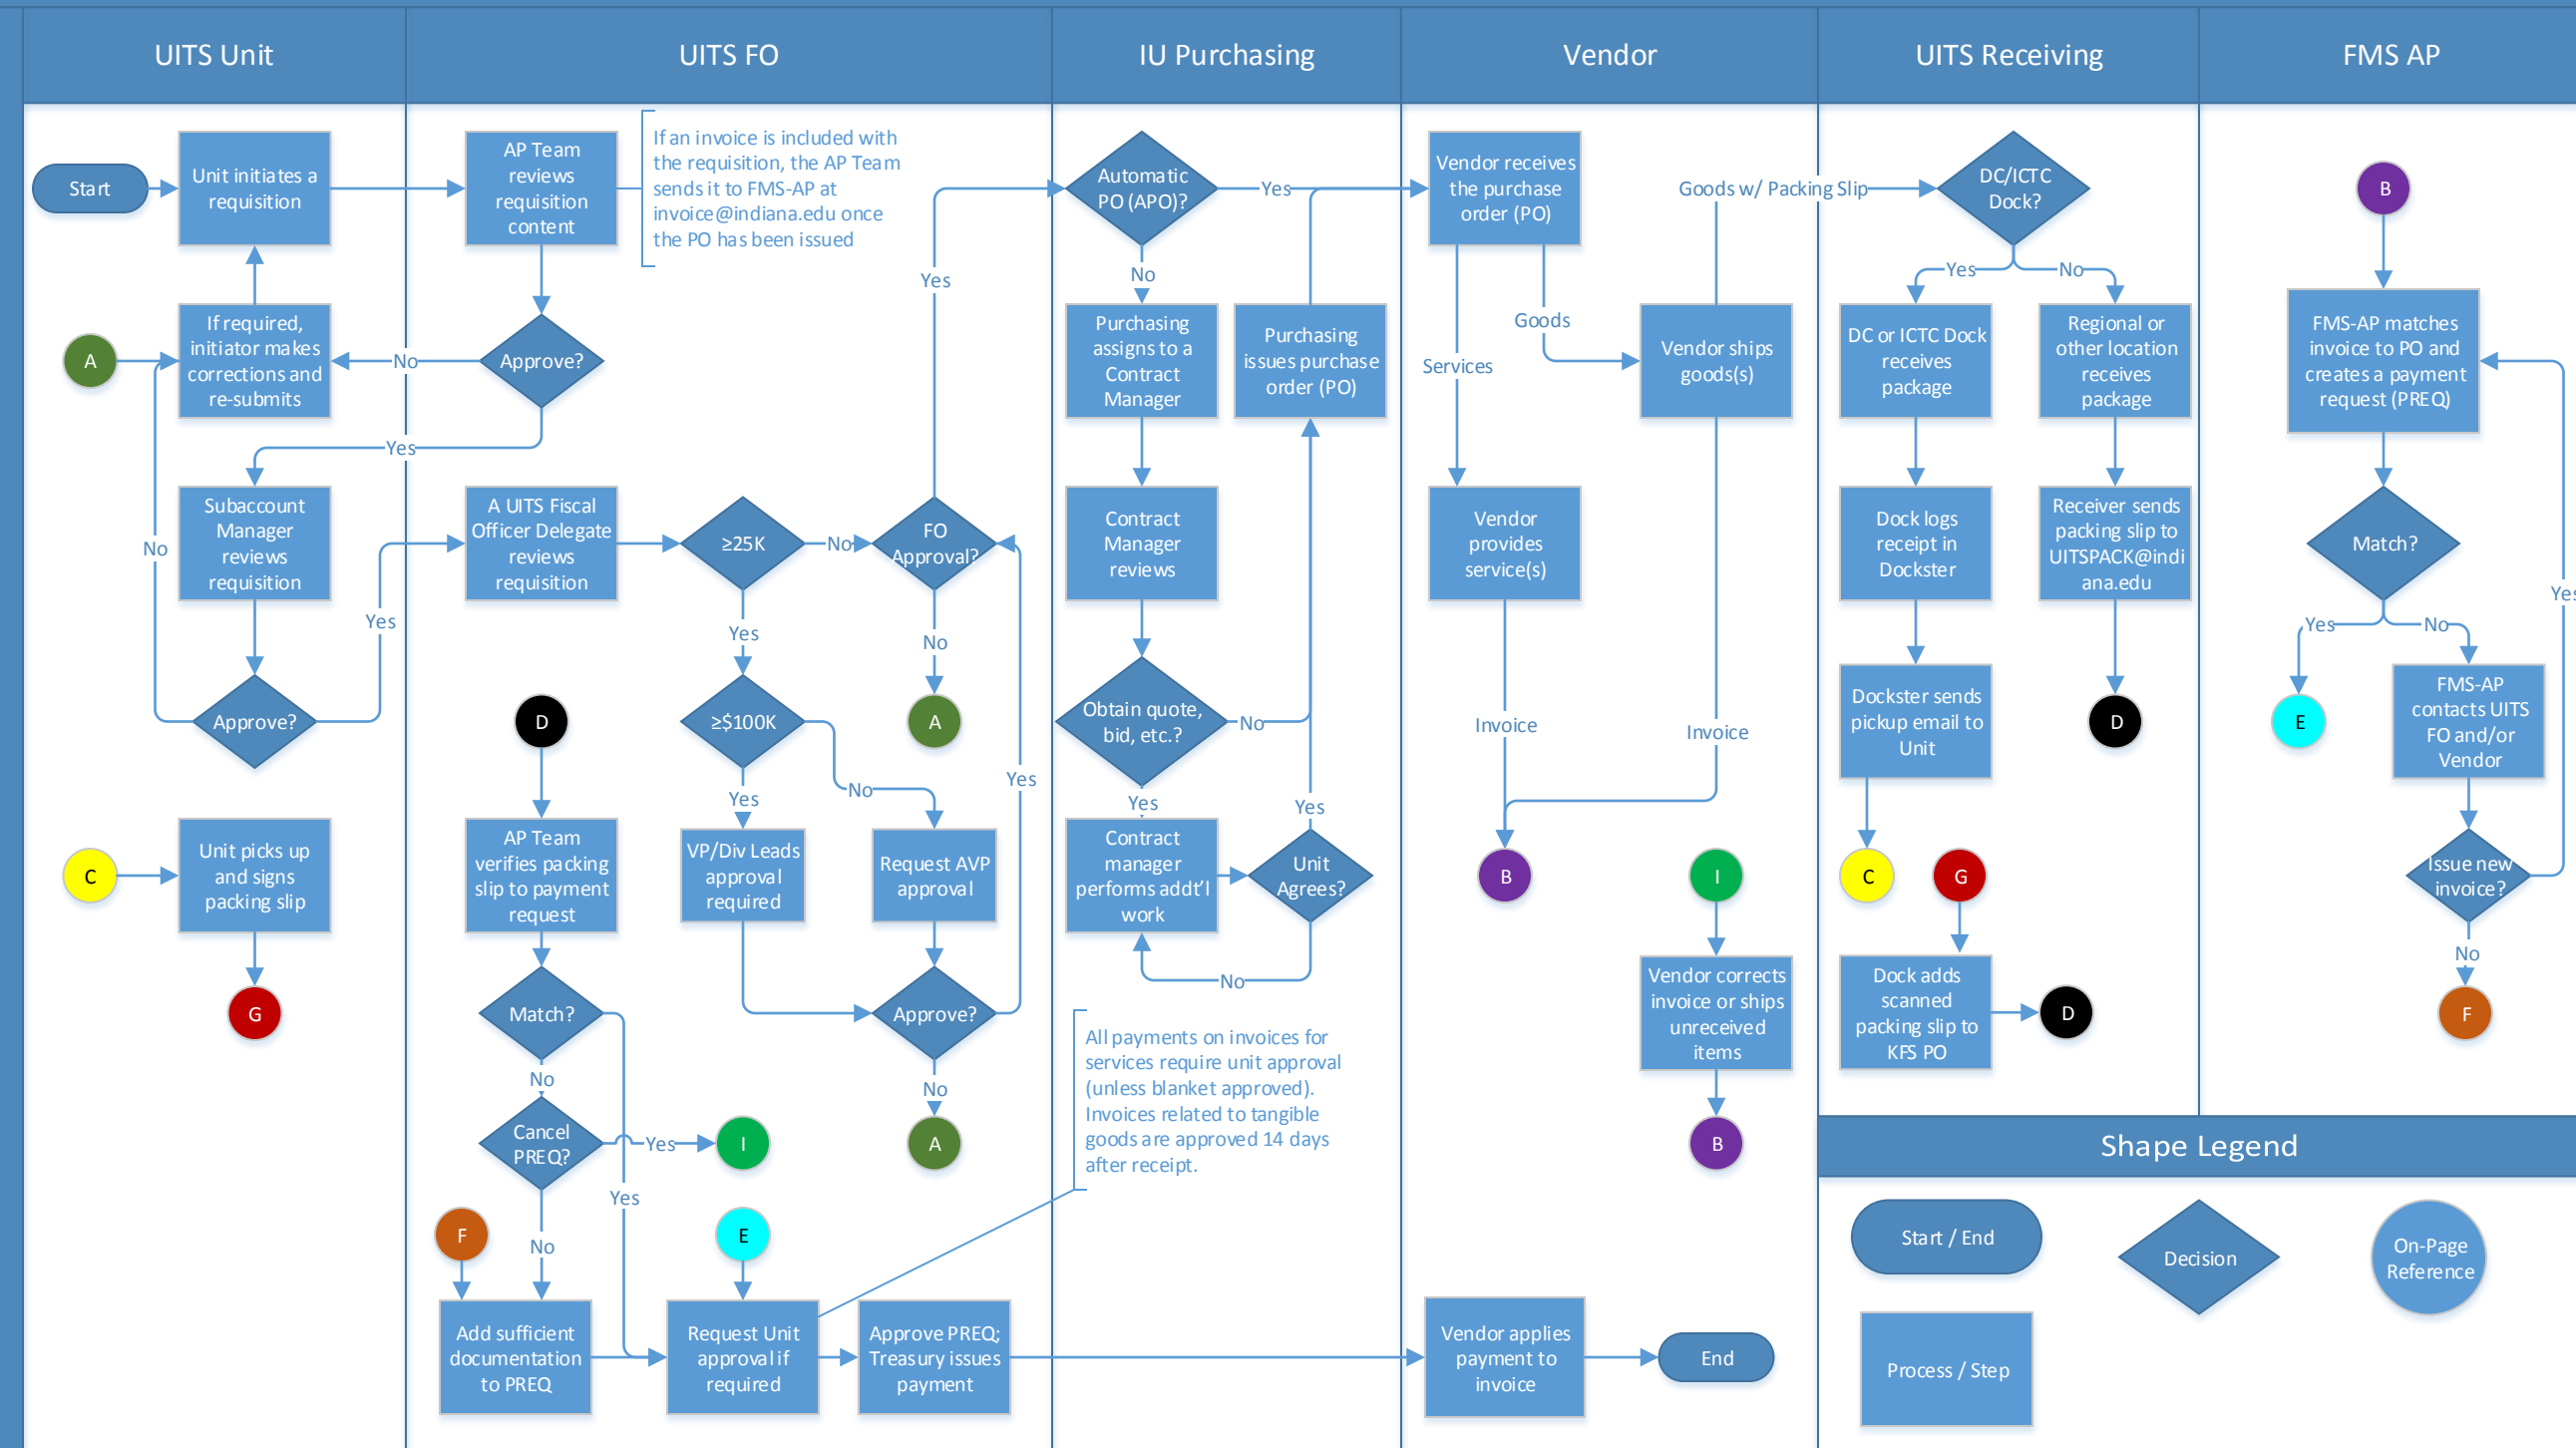 UITS Unit
UITS FO
IU Purchasing
Vendor
UITS Receiving
FMS AP
Start
Unit initiates a
requisition
A
If required,
initiator makes
corrections and
re-submits
Subaccount
Manager
reviews
requisition
No
Yes
Approve?
C
Unit picks up
and signs
packing slip
G
AP Team
reviews
requisition
content
If an invoice is included with
the requisition, the AP Team
sends it to FMS-AP at
invoice@indiana.edu once
the PO has been issued
No
Approve?
Yes
A UITS Fiscal
Officer Delegate
reviews
requisition
≥25K
No
FO
Approval?
Yes
Yes
No
A
≥$100K
Yes
No
Yes
VP/Div Leads
approval
required
Request AVP
approval
Approve?
No
A
D
AP Team
verifies packing
slip to payment
request
Match?
No
Cancel
PREQ?
Yes
I
Yes
No
F
E
Add sufficient
documentation
to PREQ
Request Unit
approval if
required
Approve PREQ;
Treasury issues
payment
Automatic
PO (APO)?
Yes
No
Purchasing
assigns to a
Contract
Manager
Purchasing
issues purchase
order (PO)
Contract
Manager
reviews
Obtain quote,
bid, etc.?
No
Yes
Yes
Contract
manager
performs addt’l
work
Unit
Agrees?
No
All payments on invoices for
services require unit approval
(unless blanket approved).
Invoices related to tangible
goods are approved 14 days
after receipt.
Vendor receives
the purchase
order (PO)
Goods w/ Packing Slip
Goods
Services
Vendor ships
goods(s)
Vendor
provides
service(s)
Invoice
Invoice
B
I
Vendor corrects
invoice or ships
unreceived
items
B
Vendor applies
payment to
invoice
End
DC/ICTC
Dock?
Yes
No
DC or ICTC Dock
receives
package
Regional or
other location
receives
package
Dock logs
receipt in
Dockster
Receiver sends
packing slip to
UITSPACK@indi
ana.edu
Dockster sends
pickup email to
Unit
D
C
G
Dock adds
scanned
packing slip to
KFS PO
D
B
FMS-AP matches
invoice to PO and
creates a payment
request (PREQ)
Match?
Yes
Yes
No
E
FMS-AP
contacts UITS
FO and/or
Vendor
Issue new
invoice?
No
F
Shape Legend
Start / End
Decision
On-Page
Reference
Process / Step